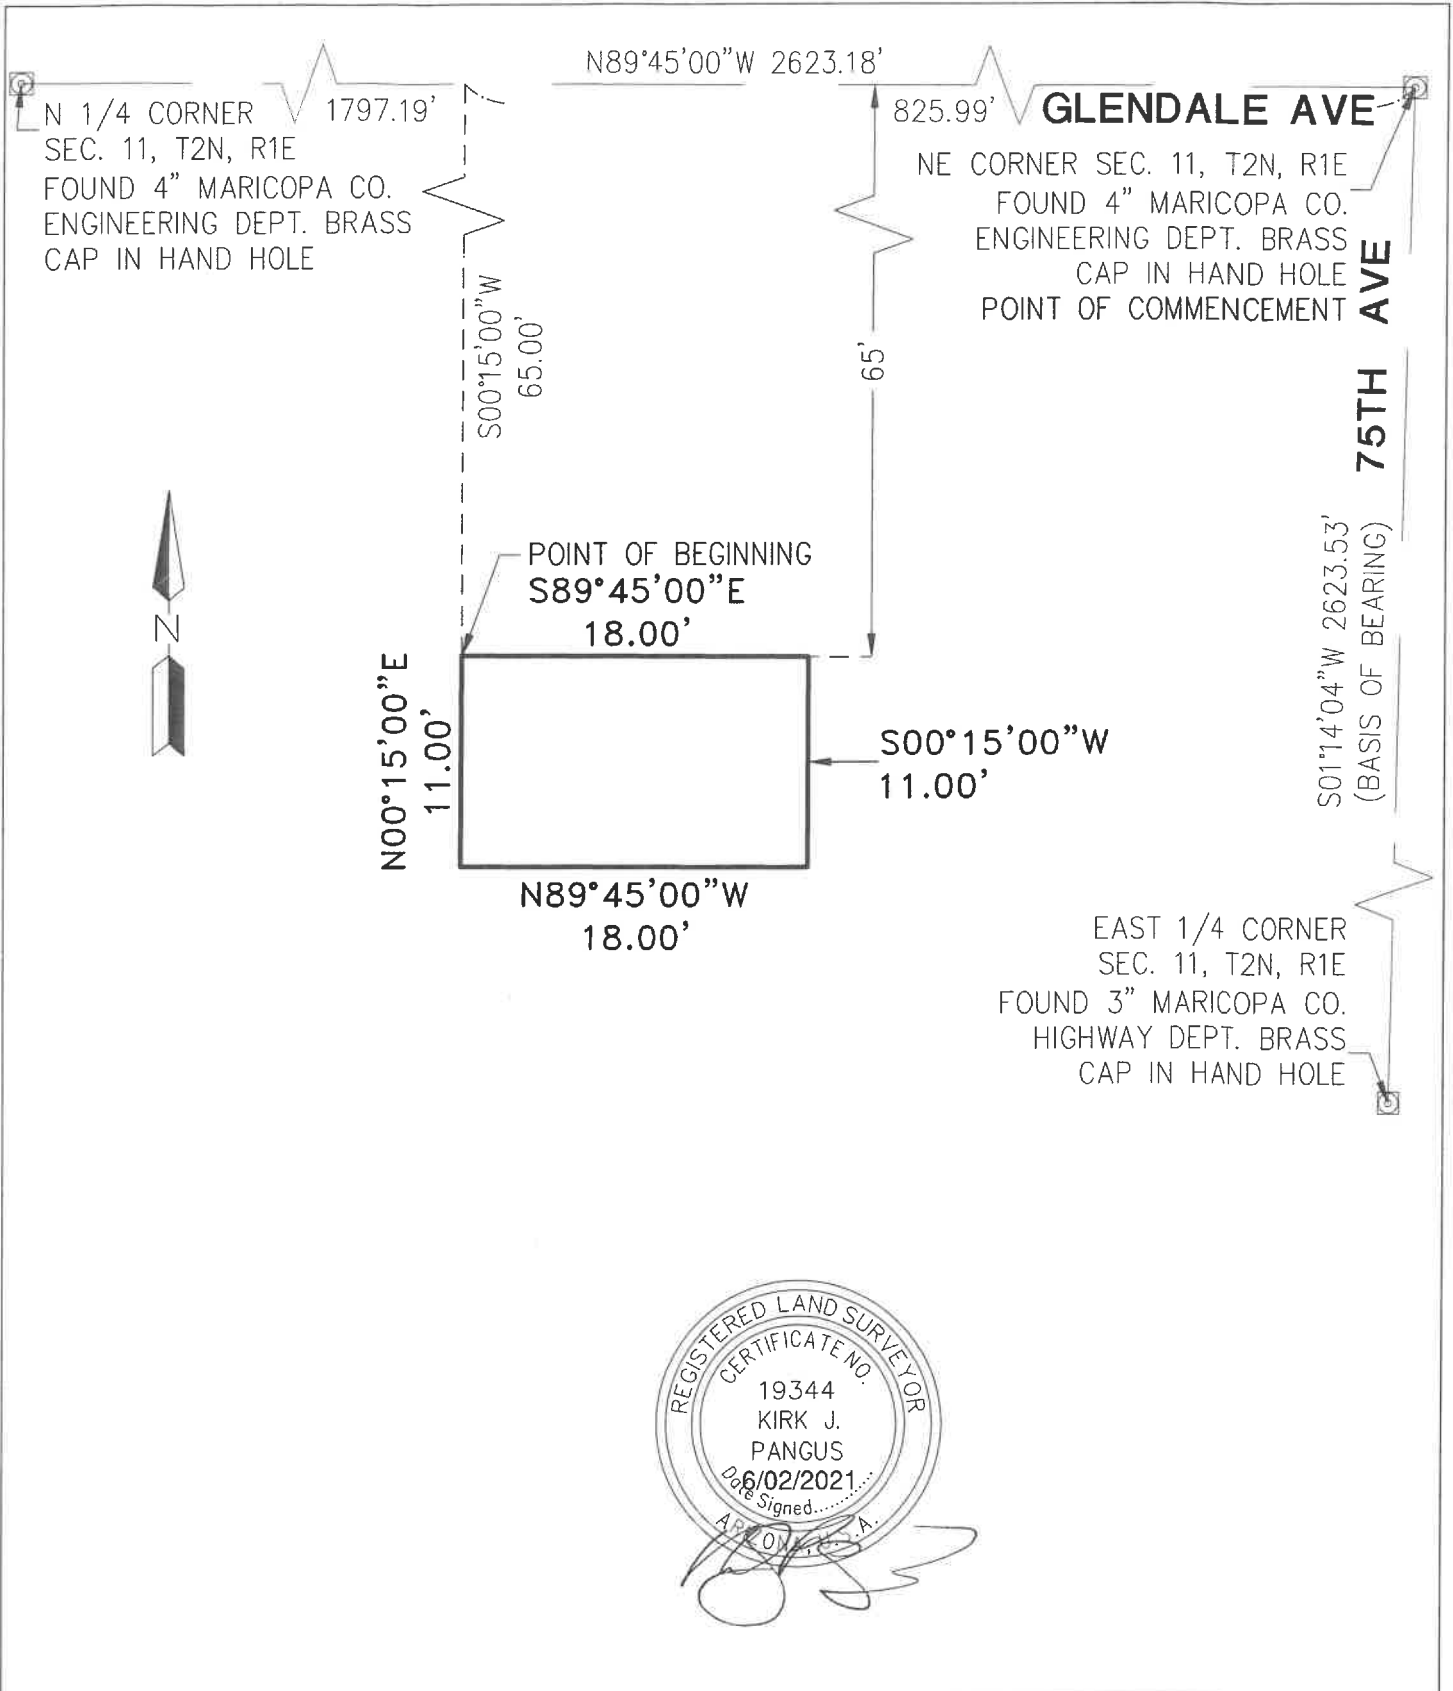 N89°45'00"W 2623.18'
1797.19'
825.99'
GLENDALE AVE
N 1/4 CORNER
SEC. 11, T2N, R1E
FOUND 4" MARICOPA CO.
ENGINEERING DEPT. BRASS
CAP IN HAND HOLE
NE CORNER SEC. 11, T2N, R1E
FOUND 4" MARICOPA CO.
ENGINEERING DEPT. BRASS
CAP IN HAND HOLE
POINT OF COMMENCEMENT
75TH AVE
S00°15'00"W
65.00'
65'
S01°14'04"W 2623.53'
(BASIS OF BEARING)
N
POINT OF BEGINNING
S89°45'00"E
18.00'
N00°15'00"E
11.00'
S00°15'00"W
11.00'
N89°45'00"W
18.00'
EAST 1/4 CORNER
SEC. 11, T2N, R1E
FOUND 3" MARICOPA CO.
HIGHWAY DEPT. BRASS
CAP IN HAND HOLE
REGISTERED LAND SURVEYOR
CERTIFICATE NO.
19344
KIRK J.
PANGUS
6/02/2021
Date Signed..........
ARIZONA, U.S.A.